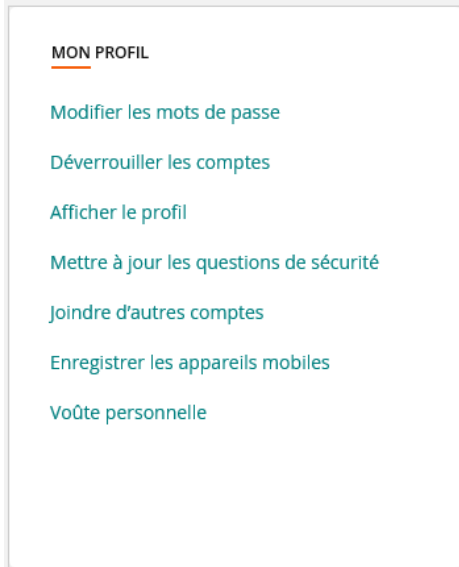 MON PROFIL
Modifier les mots de passe
Déverrouiller les comptes
Afficher le profil
Mettre à jour les questions de sécurité
Joindre d'autres comptes
Enregistrer les appareils mobiles
Voûte personnelle